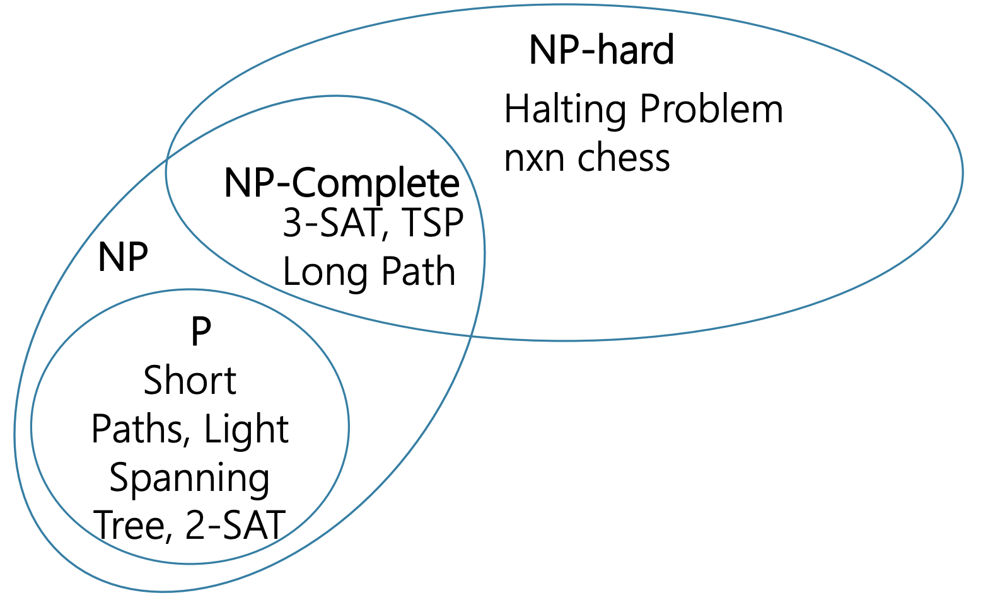 NP-hard
Halting Problem
nxn chess
NP-Complete
3-SAT, TSP
Long Path
NP
P
Short
Paths, Light
Spanning
Tree, 2-SAT